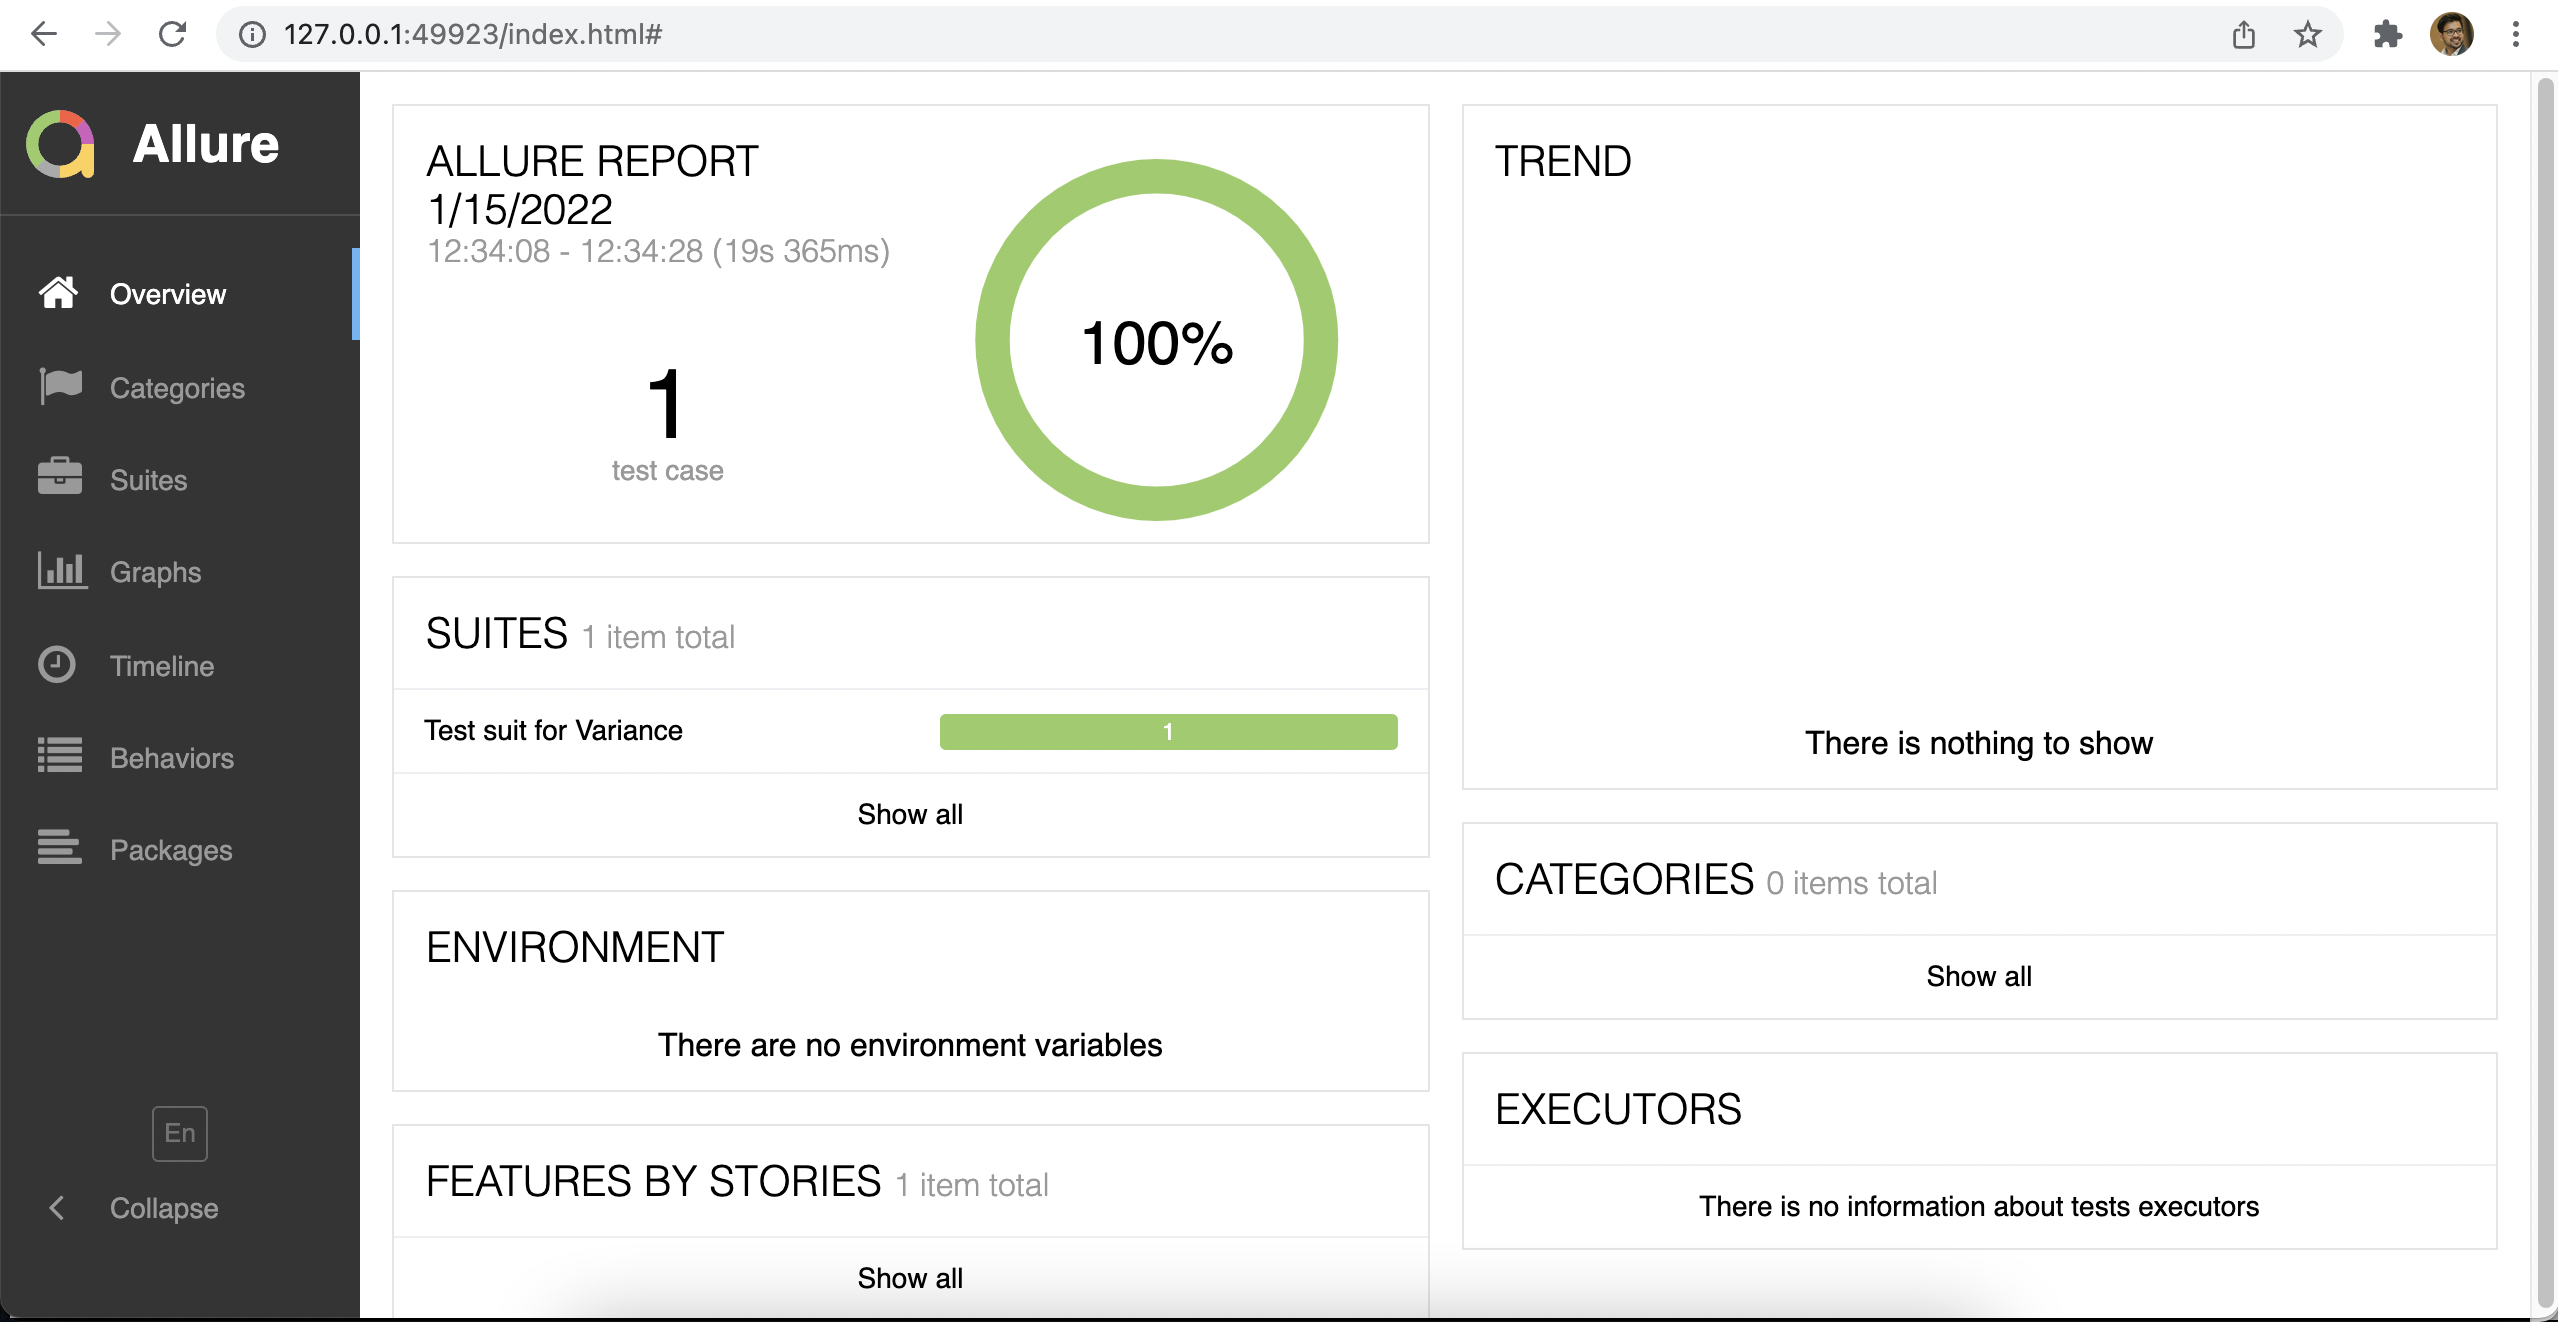 127.0.0.1:49923/index.html#
Allure
Overview
Categories
Suites
Graphs
Timeline
Behaviors
Packages
En
Collapse
ALLURE REPORT
1/15/2022
12:34:08 - 12:34:28 (19s 365ms)
1
test case
100%
SUITES 1 item total
Test suit for Variance
1
Show all
ENVIRONMENT
There are no environment variables
FEATURES BY STORIES 1 item total
Show all
TREND
There is nothing to show
CATEGORIES 0 items total
Show all
EXECUTORS
There is no information about tests executors